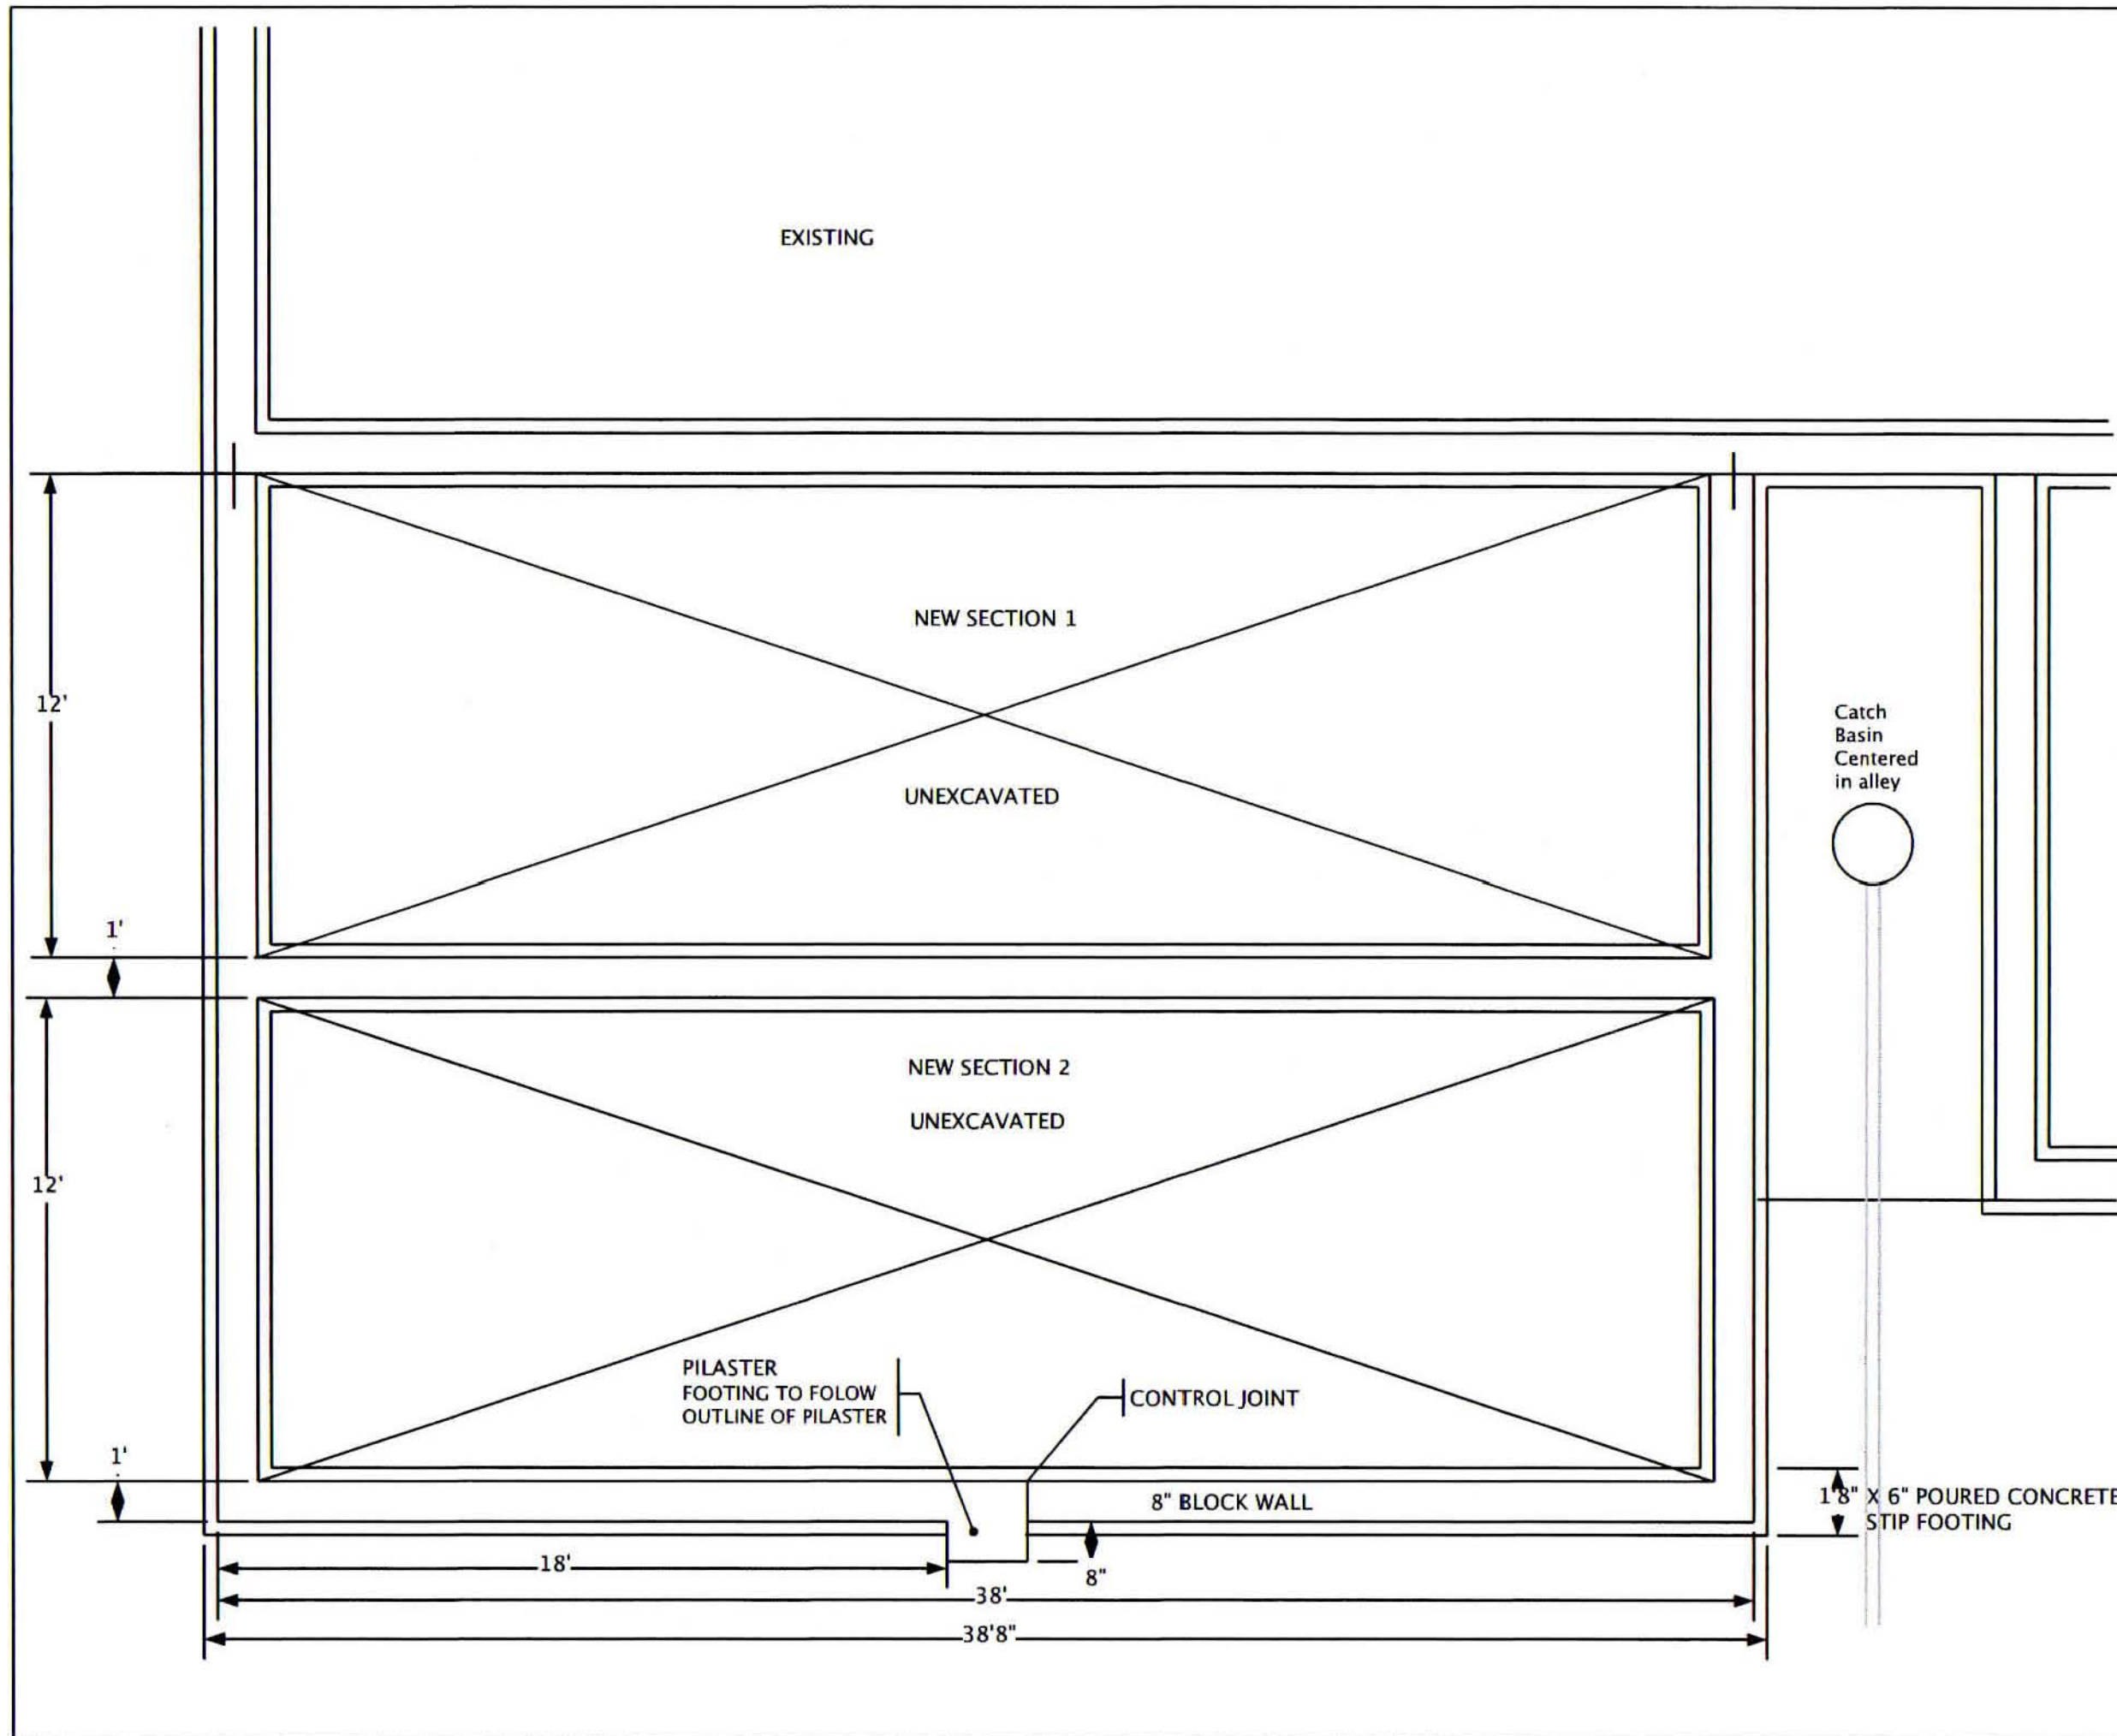 EXISTING
NEW SECTION 1
12'
Catch
Basin
Centered
in alley
UNEXCAVATED
1'
NEW SECTION 2
UNEXCAVATED
12'
PILASTER
FOOTING TO FOLOW
OUTLINE OF PILASTER
CONTROL JOINT
1'
8" BLOCK WALL
1'8" X 6" POURED CONCRETE
STIP FOOTING
18'
8"
38'
38'8"